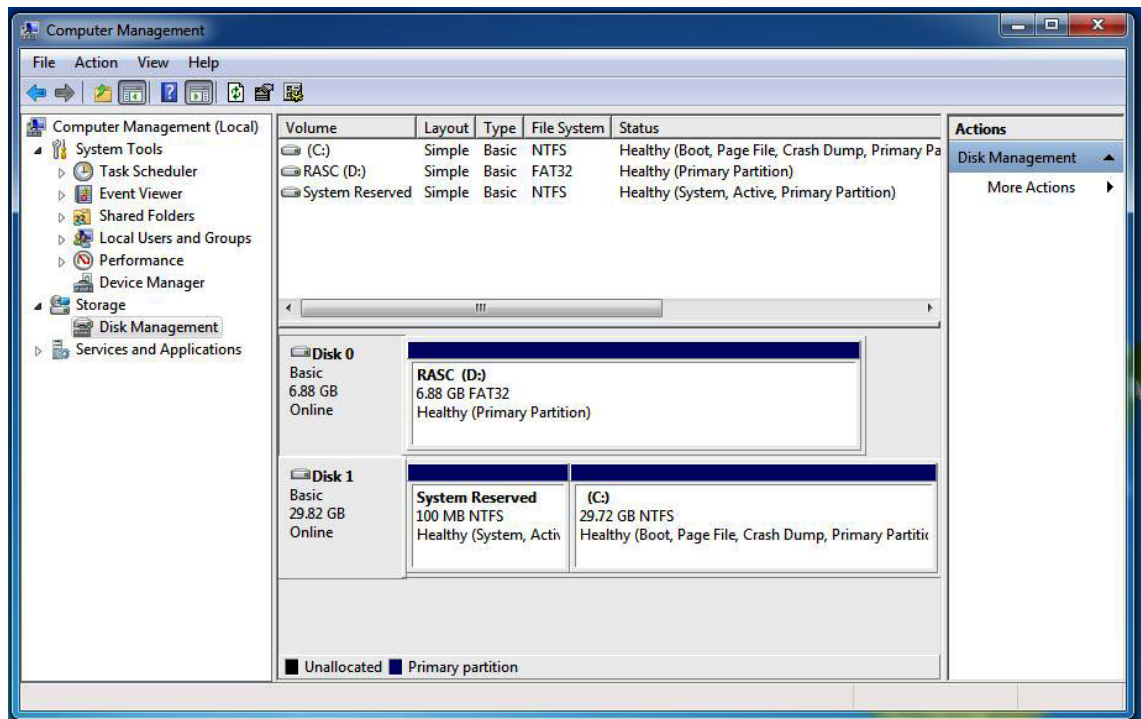 Computer Management
File Action View Help
Computer Management (Local)
System Tools
Task Scheduler
Event Viewer
Shared Folders
Local Users and Groups
Performance
Device Manager
Storage
Disk Management
Services and Applications
Volume Layout Type File System Status
(C:) Simple Basic NTFS Healthy (Boot, Page File, Crash Dump, Primary Pa
RASC (D:) Simple Basic FAT32 Healthy (Primary Partition)
System Reserved Simple Basic NTFS Healthy (System, Active, Primary Partition)
Disk 0
Basic
6.88 GB
Online
RASC (D:)
6.88 GB FAT32
Healthy (Primary Partition)
Disk 1
Basic
29.82 GB
Online
System Reserved
100 MB NTFS
Healthy (System, Activ
(C:)
29.72 GB NTFS
Healthy (Boot, Page File, Crash Dump, Primary Partitic
Unallocated Primary partition
Actions
Disk Management
More Actions